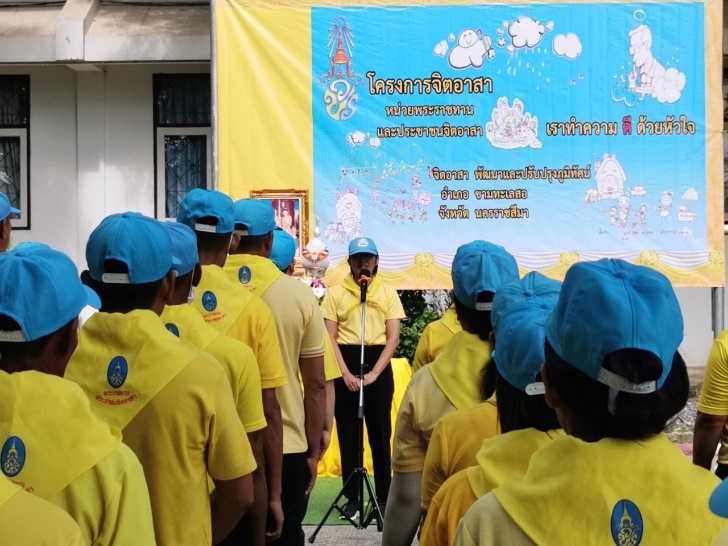 โครงการจิตอาสา
หน่วยพระราชทาน
และประชาชนจิตอาสา
เราทำความ ดี ด้วยหัวใจ
จิตอาสา พัฒนาและปรับปรุงภูมิทัศน์
อำเภอ ขามทะเลสอ
จังหวัด นครราชสีมา